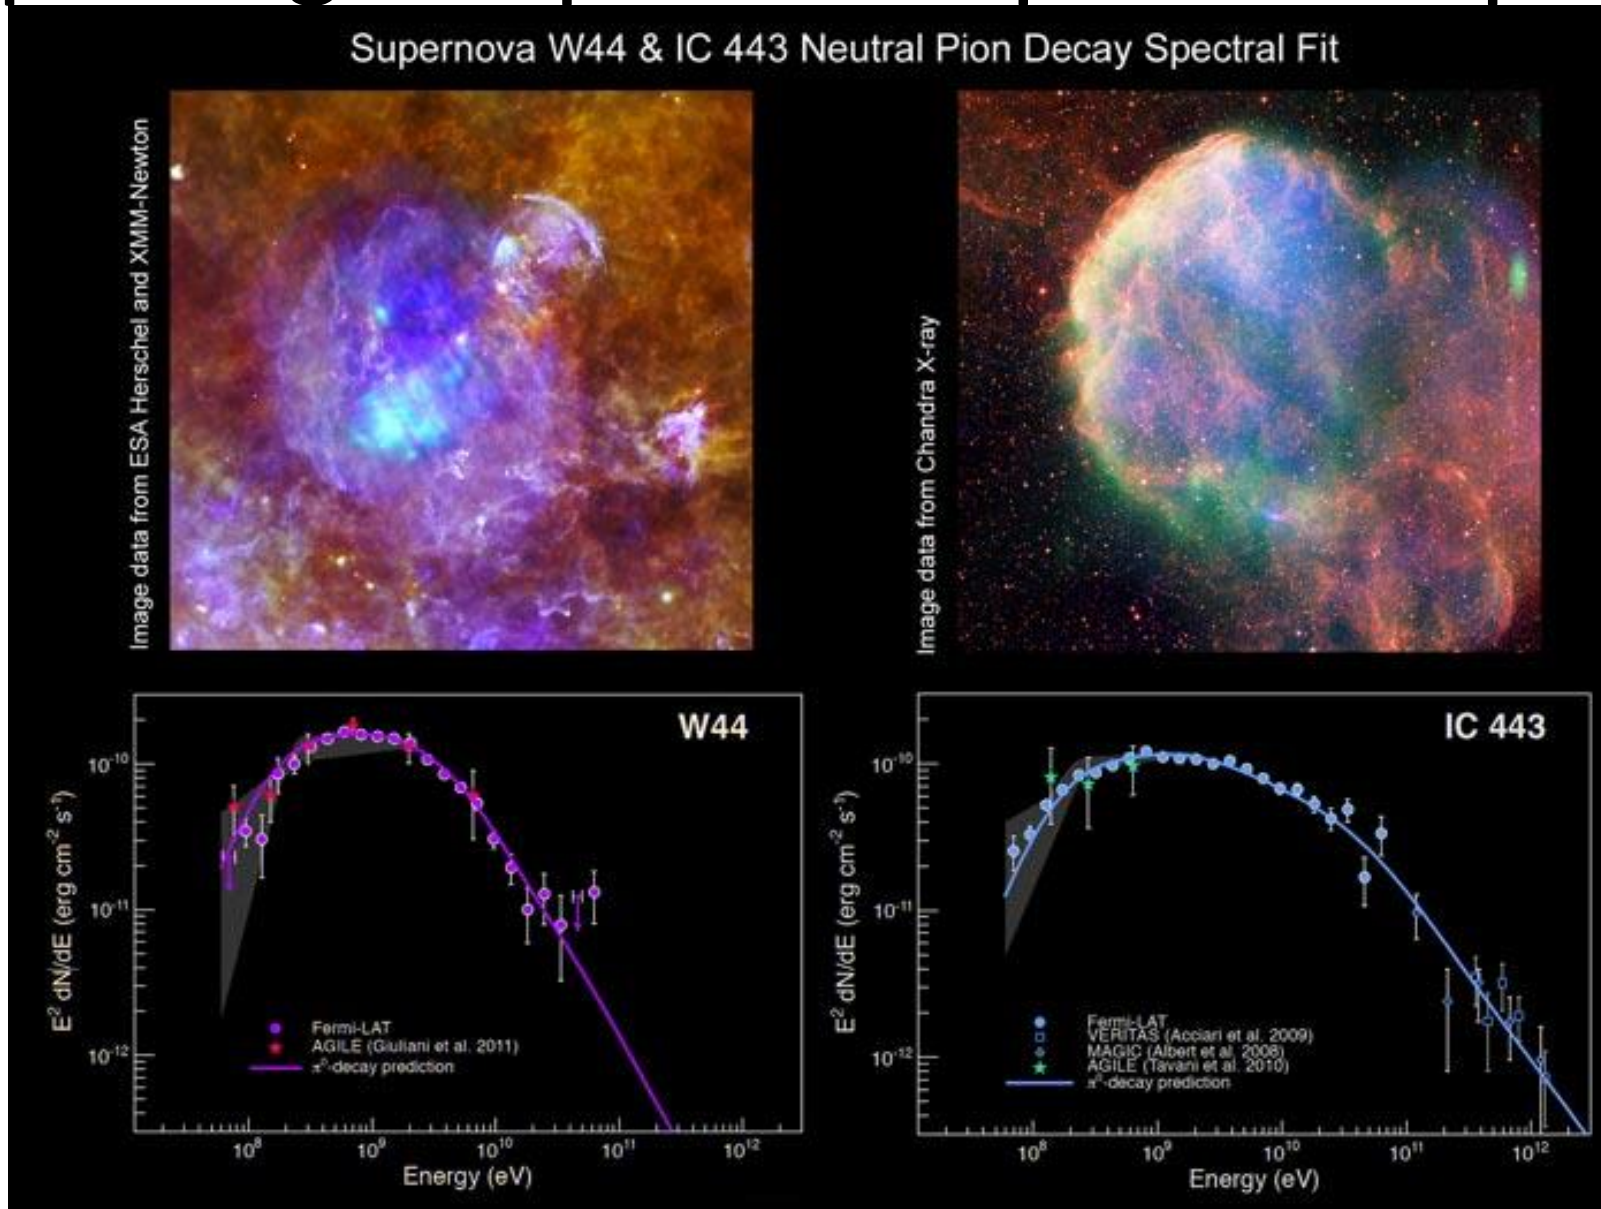 Supernova W44 & IC 443 Neutral Pion Decay Spectral Fit
Image data from ESA Herschel and XMM-Newton
Image data from Chandra X-ray
W44
E² dN/dE (erg cm⁻² s⁻¹)
10⁻¹⁰
10⁻¹¹
10⁻¹²
Fermi-LAT
AGILE (Giuliani et al. 2011)
π⁰-decay prediction
10⁸ 10⁹ 10¹⁰ 10¹¹ 10¹²
Energy (eV)
IC 443
E² dN/dE (erg cm⁻² s⁻¹)
10⁻¹⁰
10⁻¹¹
10⁻¹²
Fermi-LAT
VERITAS (Acciari et al. 2009)
MAGIC (Albert et al. 2008)
AGILE (Tavani et al. 2010)
π⁰-decay prediction
10⁸ 10⁹ 10¹⁰ 10¹¹ 10¹²
Energy (eV)